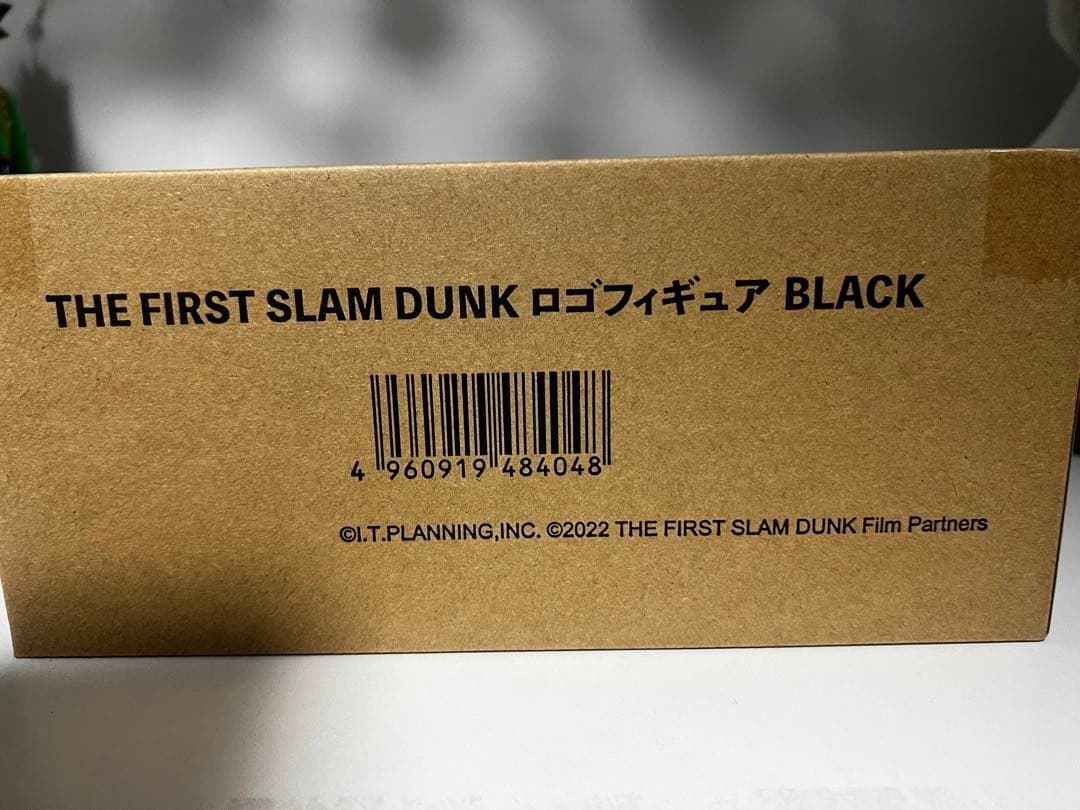 THE FIRST SLAM DUNK ロゴフィギュア BLACK
4 960919 484048
©I.T.PLANNING,INC. ©2022 THE FIRST SLAM DUNK Film Partners